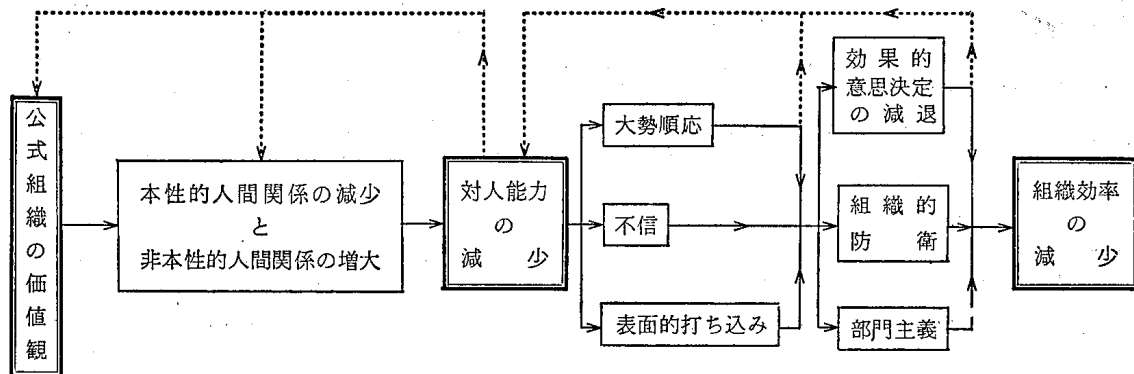 公式組織の価値観
本性的人間関係の減少
と
非本性的人間関係の増大
対人能力
の
減少
大勢順応
不信
表面的打ち込み
効果的
意思決定
の減退
組織的
防衛
部門主義
組織効率
の
減少